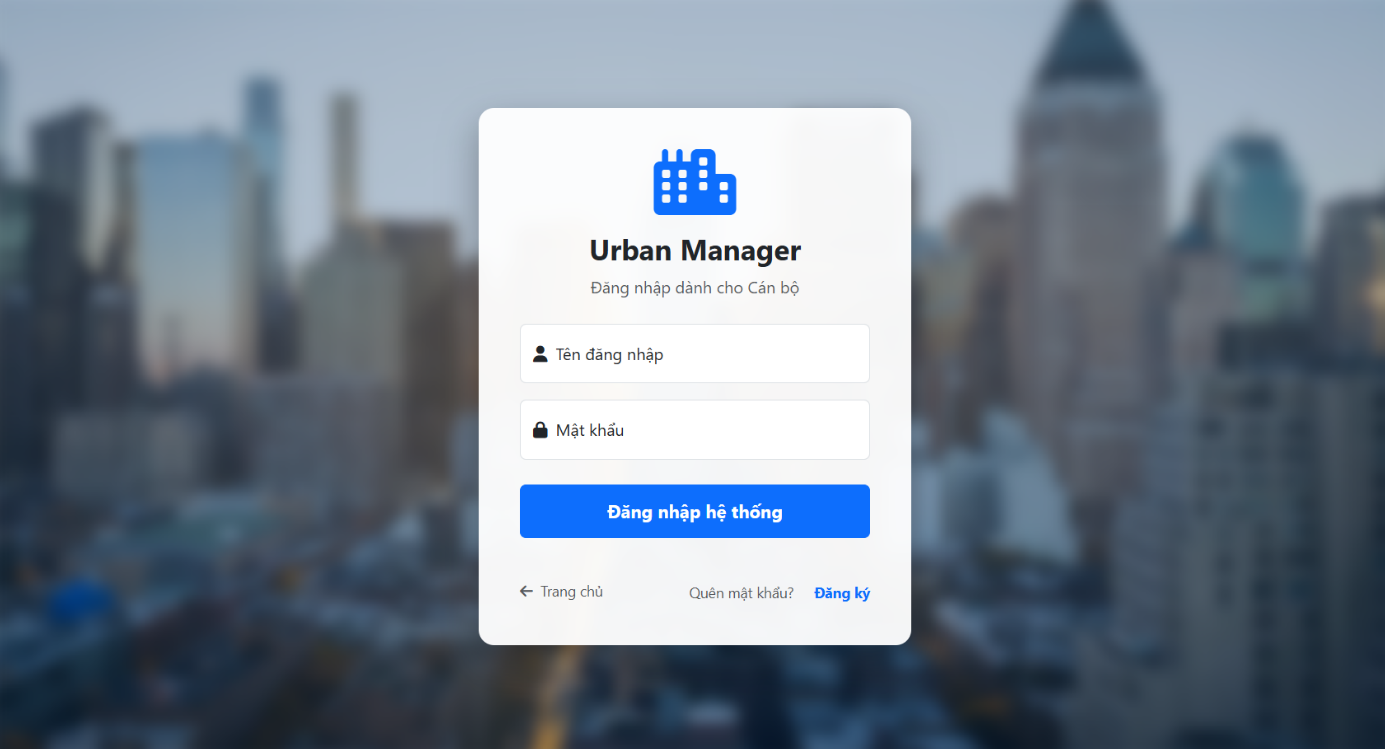 Urban Manager
Đăng nhập dành cho Cán bộ
Tên đăng nhập
Mật khẩu
Đăng nhập hệ thống
Trang chủ
Quên mật khẩu? Đăng ký